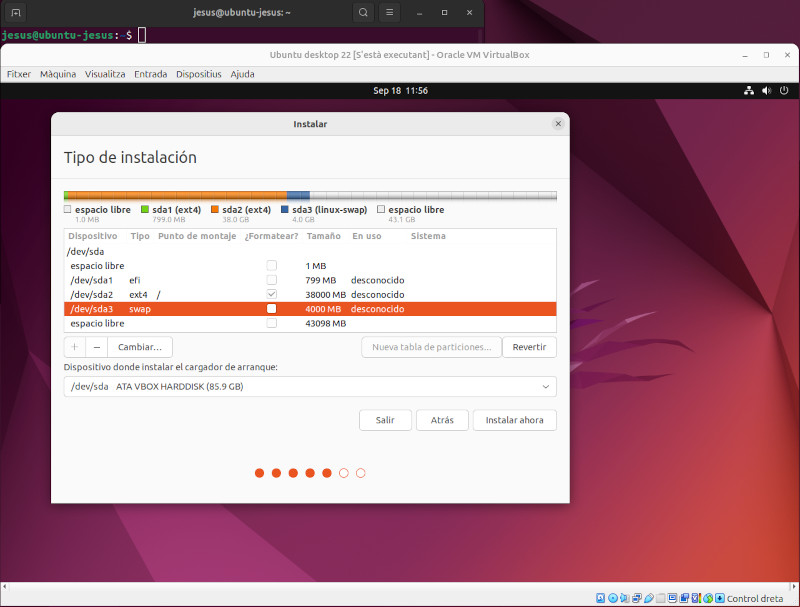 jesus@ubuntu-jesus: ~
jesus@ubuntu-jesus:~$
Ubuntu desktop 22 [S'està executant] - Oracle VM VirtualBox
Fitxer Màquina Visualitza Entrada Dispositius Ajuda
Sep 18 11:56
Instalar
Tipo de instalación
espacio libre sda1 (ext4) sda2 (ext4) sda3 (linux-swap) espacio libre
1.0 MB 799.0 MB 38.0 GB 4.0 GB 43.1 GB
Dispositivo Tipo Punto de montaje ¿Formatear? Tamaño En uso Sistema
/dev/sda
espacio libre 1 MB
/dev/sda1 efi 799 MB desconocido
/dev/sda2 ext4 / 38000 MB desconocido
/dev/sda3 swap 4000 MB desconocido
espacio libre 43098 MB
+ − Cambiar... Nueva tabla de particiones... Revertir
Dispositivo donde instalar el cargador de arranque:
/dev/sda ATA VBOX HARDDISK (85.9 GB)
Salir Atrás Instalar ahora
Control dreta